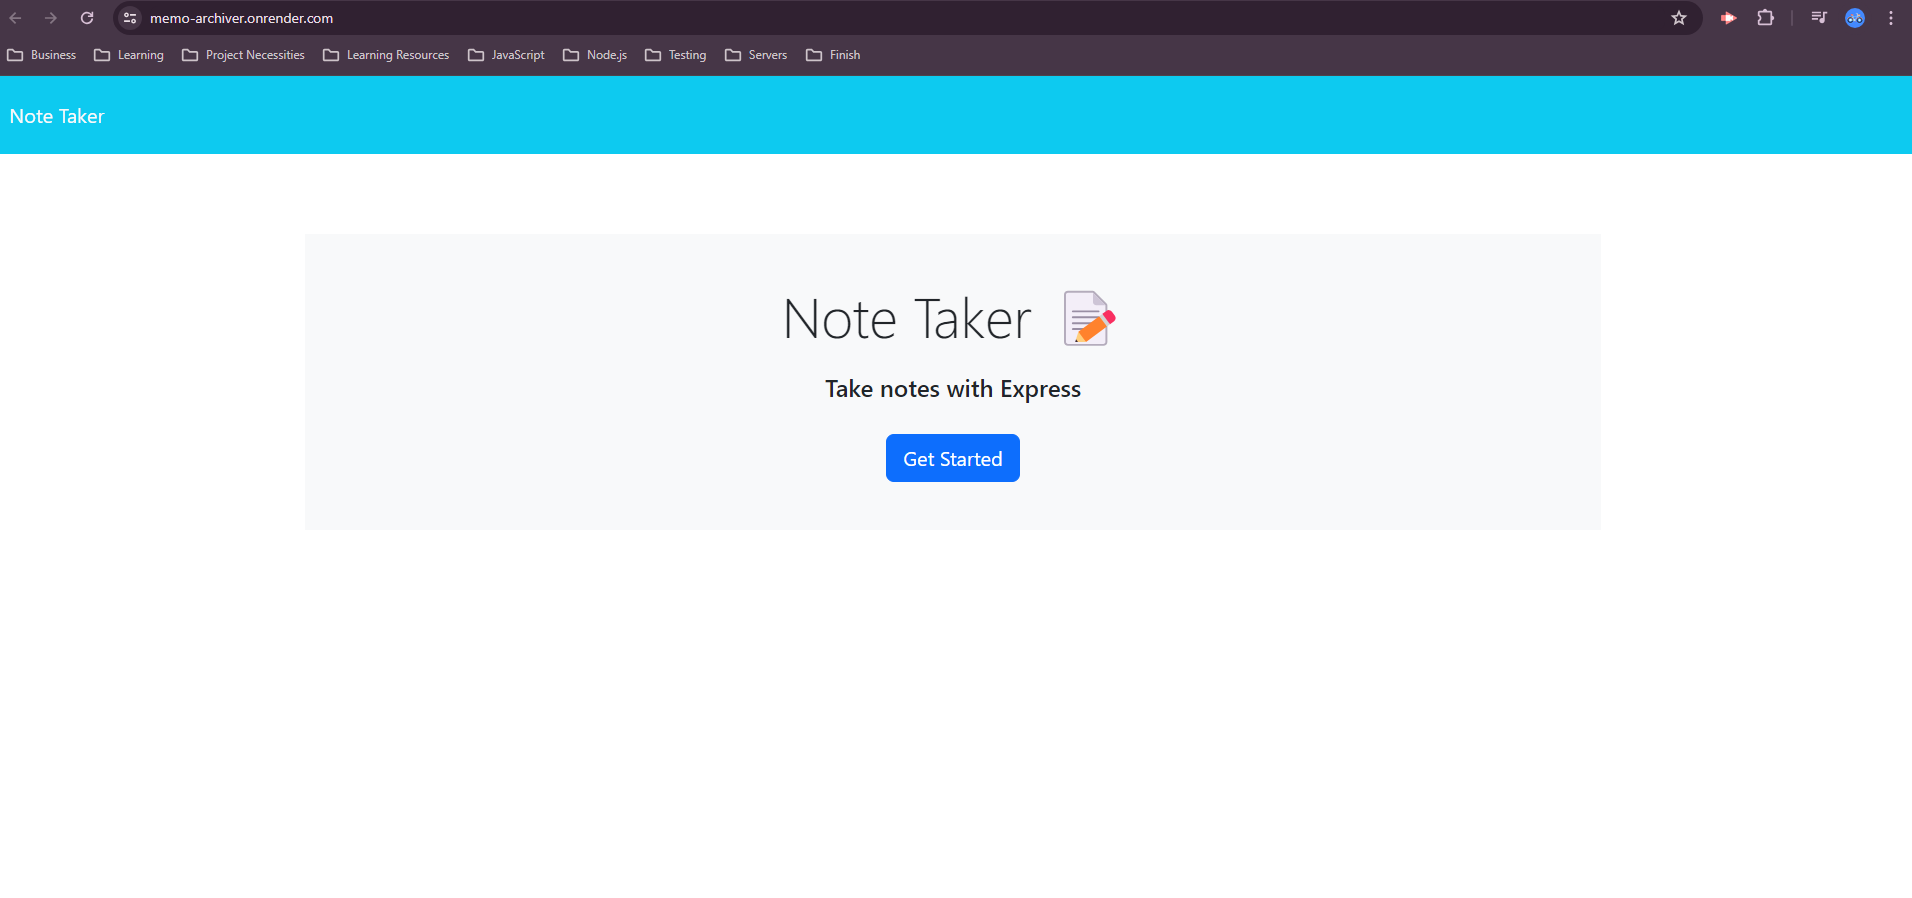 memo-archiver.onrender.com
Business Learning Project Necessities Learning Resources JavaScript Node.js Testing Servers Finish
Note Taker
Note Taker
Take notes with Express
Get Started